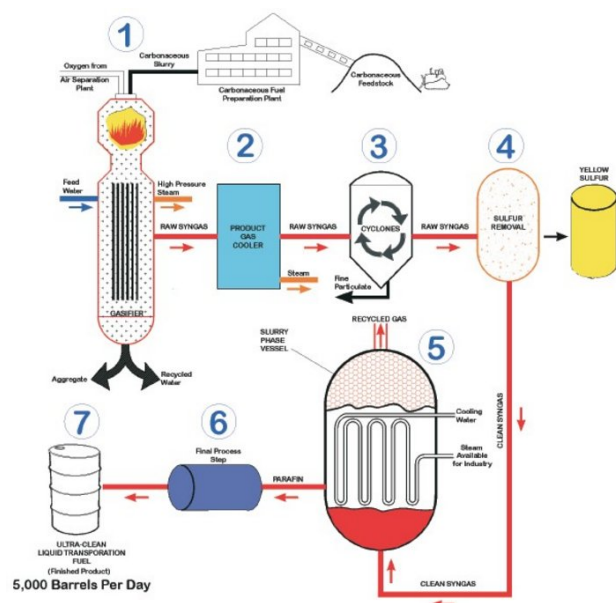 1
Oxygen from
Air Separation
Plant
Carbonaceous
Slurry
Carbonaceous Fuel
Preparation Plant
Carbonaceous
Feedstock
Feed
Water
High Pressure
Steam
GASIFIER
Aggregate
Recycled
Water
RAW SYNGAS
2
PRODUCT
GAS
COOLER
Steam
RAW SYNGAS
3
CYCLONES
Fine
Particulate
RAW SYNGAS
4
SULFUR
REMOVAL
YELLOW
SULFUR
CLEAN SYNGAS
CLEAN SYNGAS
RECYCLED GAS
SLURRY
PHASE
VESSEL
5
Cooling
Water
Steam
Available
for Industry
PARAFIN
6
Final Process
Step
7
ULTRA-CLEAN
LIQUID TRANSPORATION
FUEL
(Finished Product)
5,000 Barrels Per Day